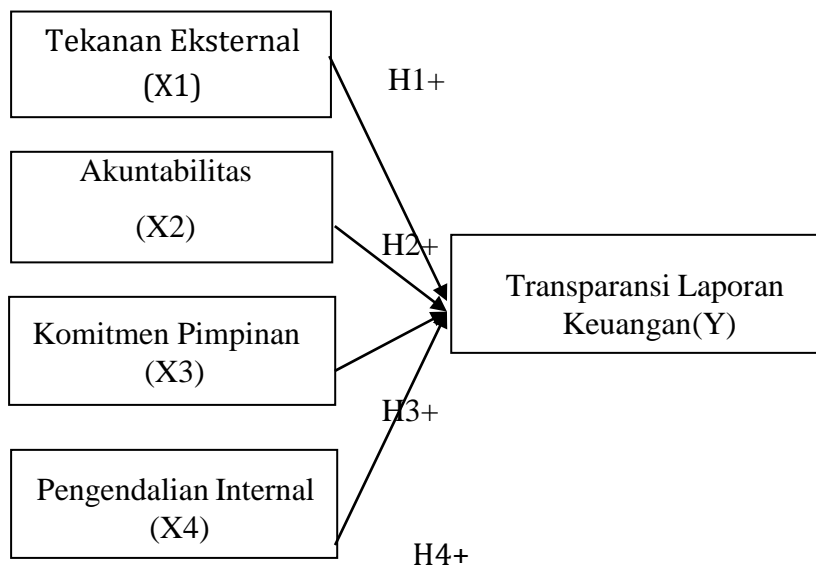 Tekanan Eksternal
(X1)
H1+
Akuntabilitas
(X2)
H2+
Transparansi Laporan
Keuangan(Y)
Komitmen Pimpinan
(X3)
H3+
Pengendalian Internal
(X4)
H4+